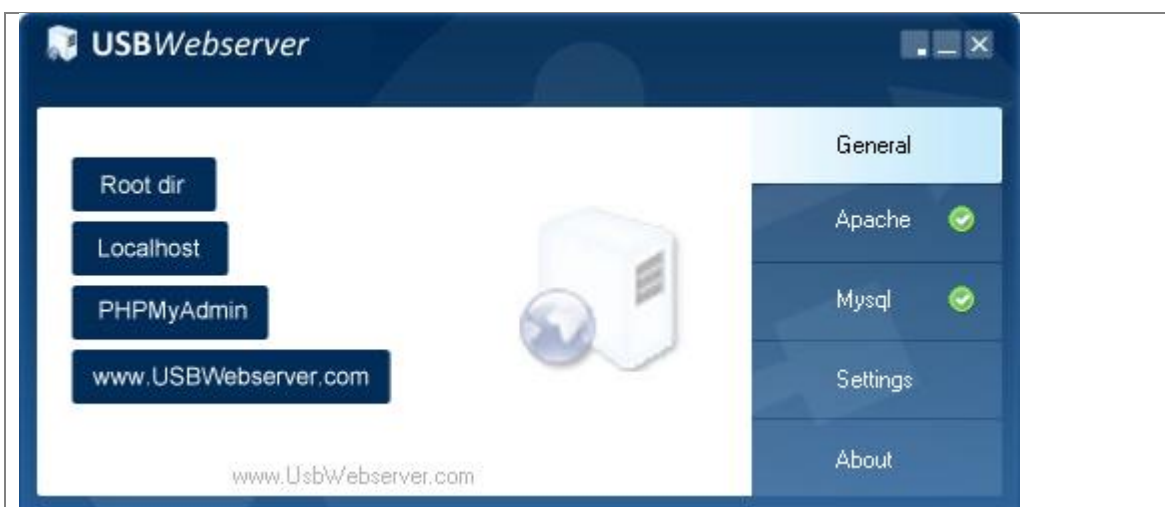 USBWebserver
General
Root dir
Apache
Localhost
Mysql
PHPMyAdmin
www.USBWebserver.com
Settings
About
www.UsbWebserver.com